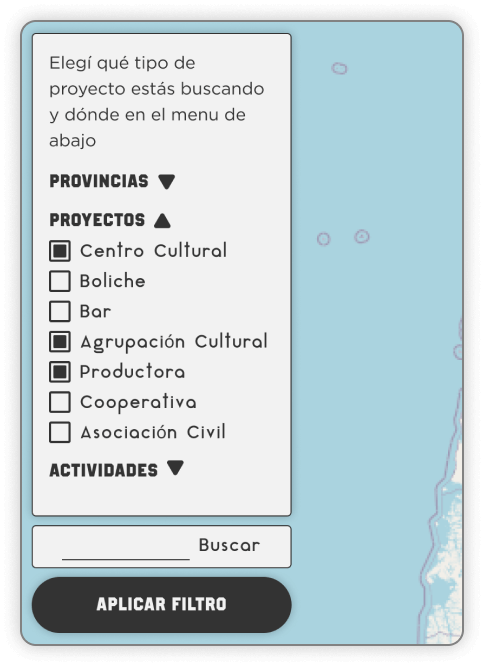 Elegí qué tipo de
proyecto estás buscando
y dónde en el menu de
abajo
PROVINCIAS
PROYECTOS
Centro Cultural
Boliche
Bar
Agrupación Cultural
Productora
Cooperativa
Asociación Civil
ACTIVIDADES
Buscar
APLICAR FILTRO